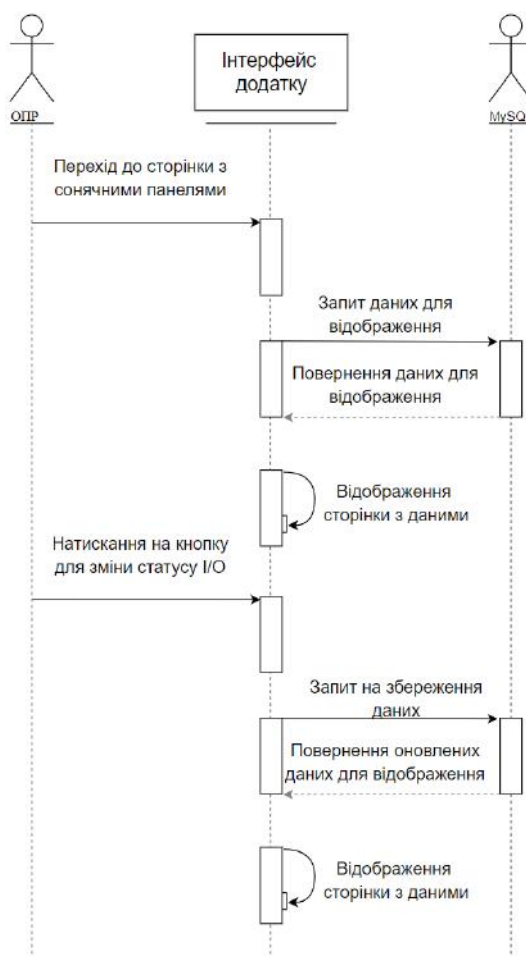 Інтерфейс
додатку
ОПР
MySQ
Перехід до сторінки з
сонячними панелями
Запит даних для
відображення
Повернення даних для
відображення
Відображення
сторінки з даними
Натискання на кнопку
для зміни статусу I/O
Запит на збереження
даних
Повернення оновлених
даних для відображення
Відображення
сторінки з даними